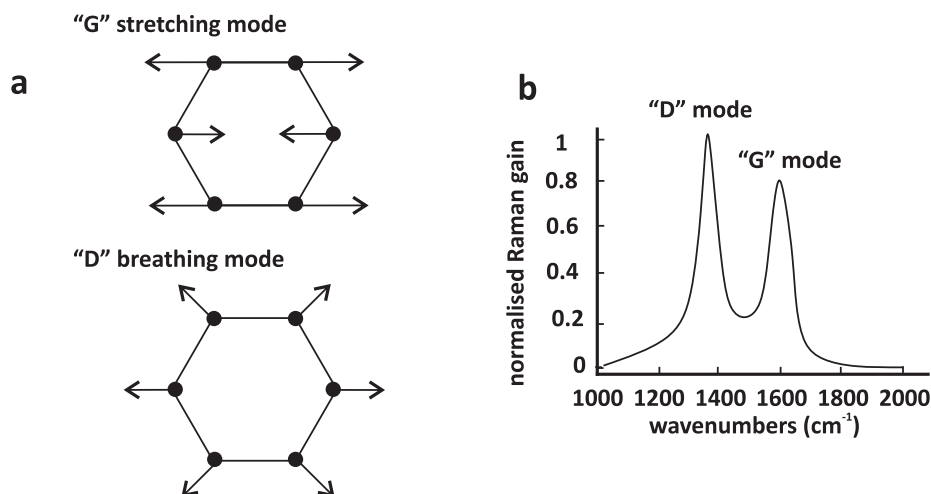 "G" stretching mode
a
"D" breathing mode
b
"D" mode
"G" mode
normalised Raman gain
1
0.8
0.6
0.4
0.2
0
1000 1200 1400 1600 1800 2000
wavenumbers (cm⁻¹)